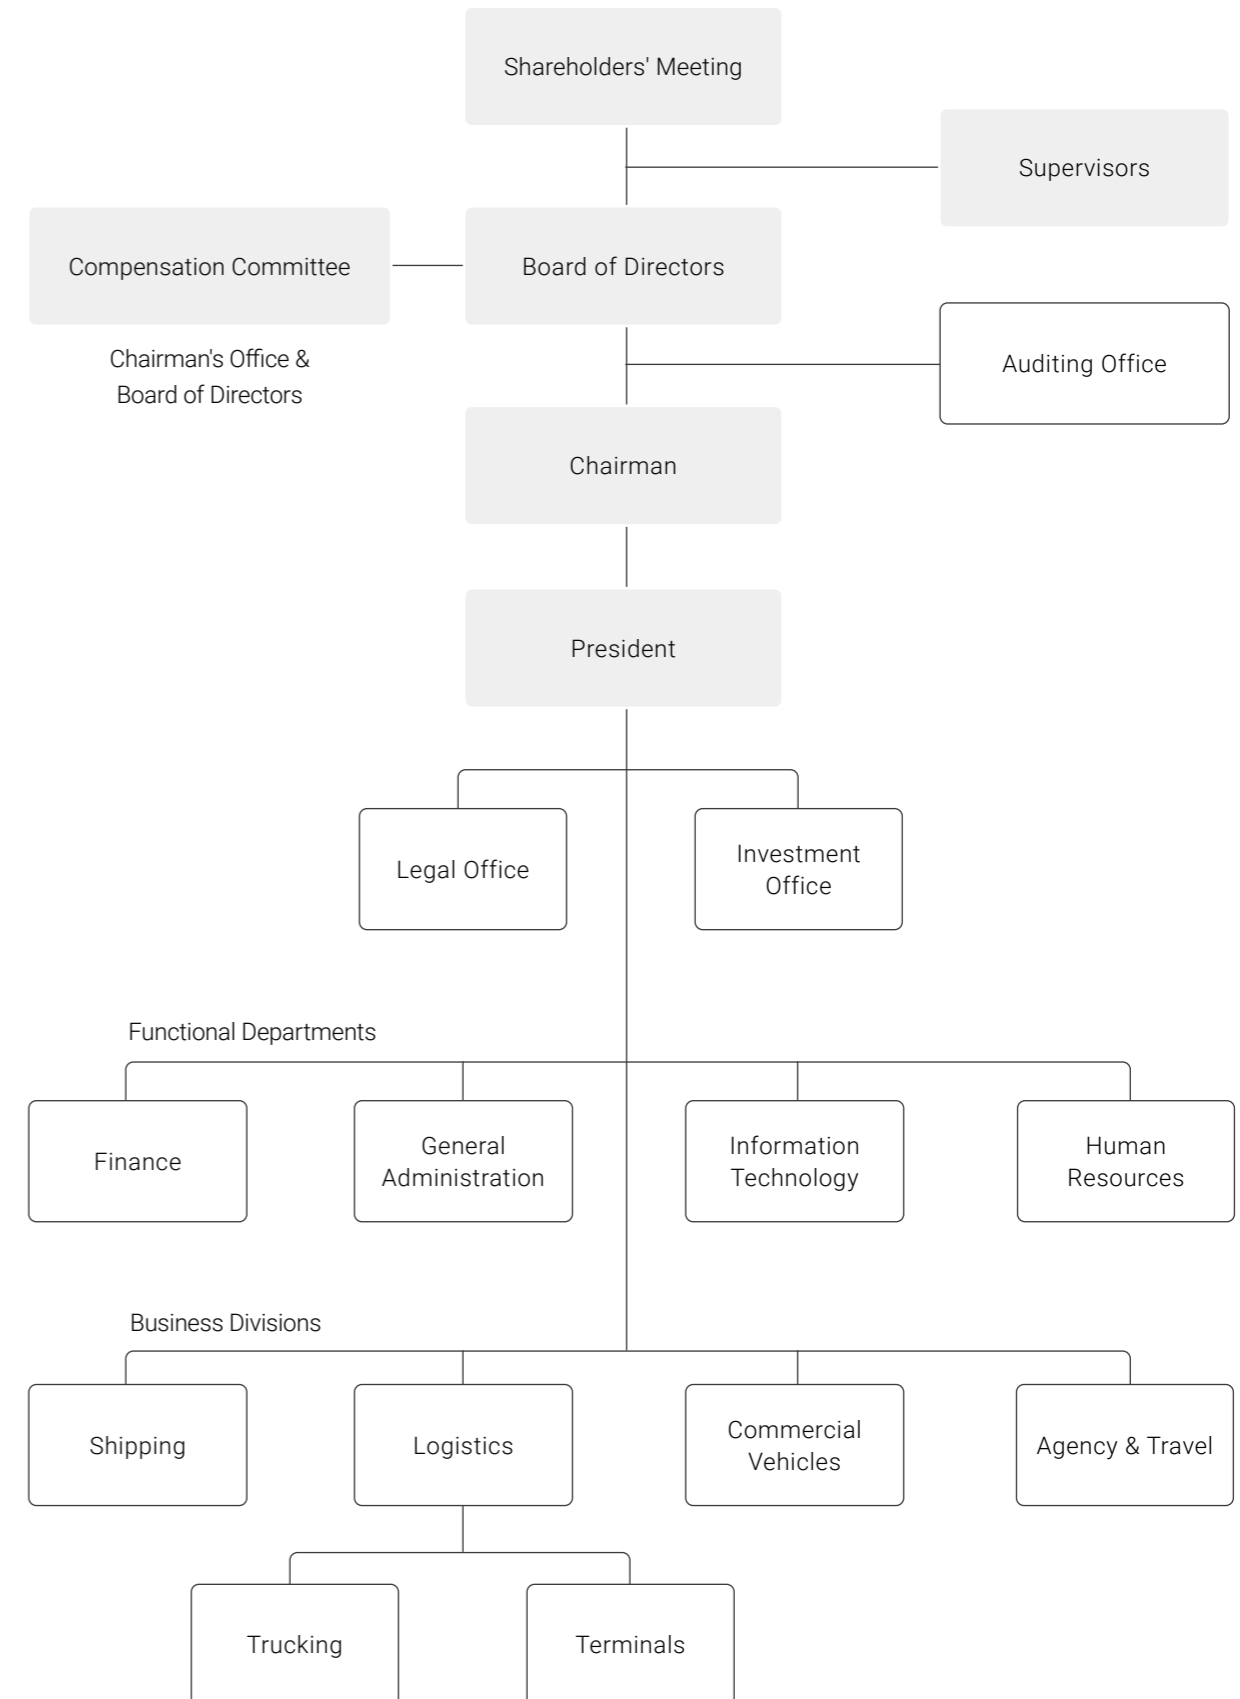 Shareholders' Meeting
Supervisors
Compensation Committee
Board of Directors
Chairman's Office &
Board of Directors
Auditing Office
Chairman
President
Legal Office
Investment
Office
Functional Departments
Finance
General
Administration
Information
Technology
Human
Resources
Business Divisions
Shipping
Logistics
Commercial
Vehicles
Agency & Travel
Trucking
Terminals